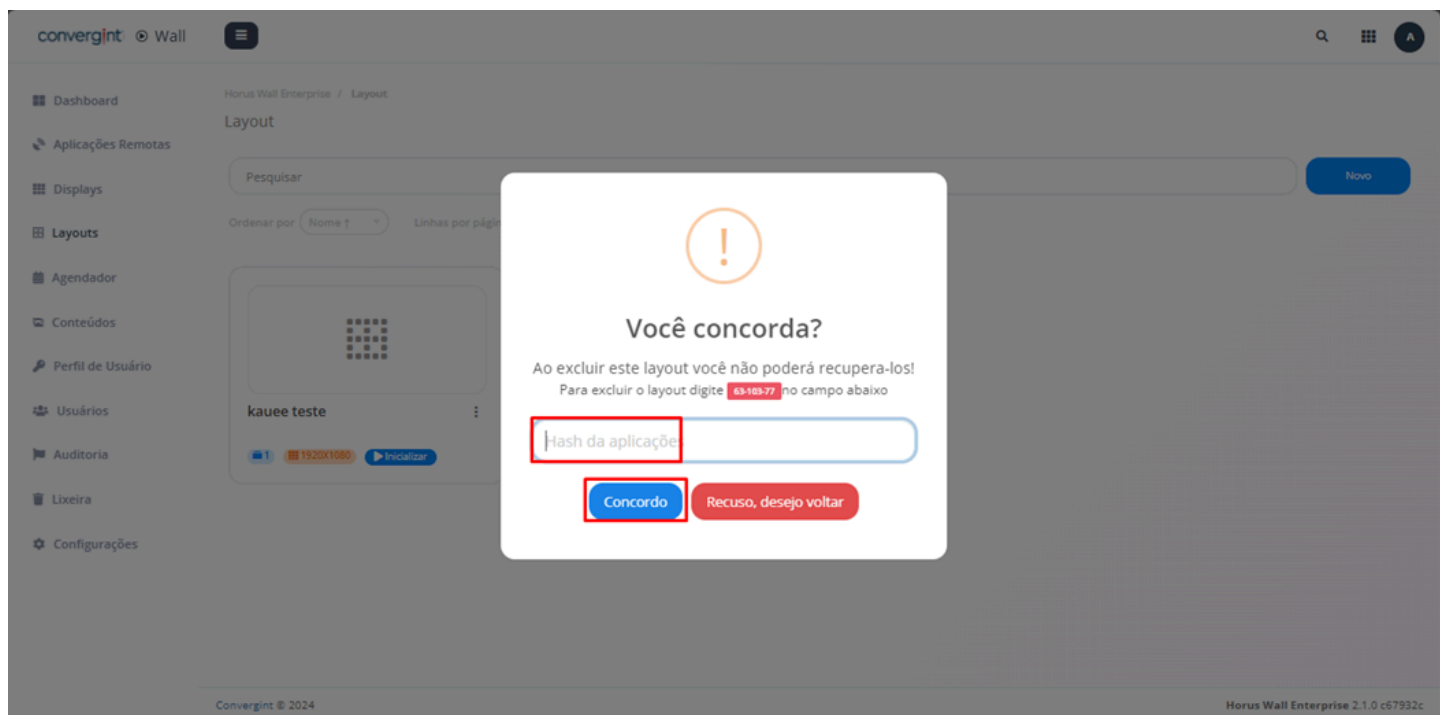 convergint Wall
A
Dashboard
Aplicações Remotas
Displays
Layouts
Agendador
Conteúdos
Perfil de Usuário
Usuários
Auditoria
Lixeira
Configurações
Horus Wall Enterprise / Layout
Layout
Pesquisar
Novo
Ordenar por Nome ↑ Linhas por págin
kauee teste
1 1920X1080 Inicializar
!
Você concorda?
Ao excluir este layout você não poderá recupera-los!
Para excluir o layout digite 63-103-77 no campo abaixo
Hash da aplicações
Concordo Recuso, desejo voltar
Convergint © 2024
Horus Wall Enterprise 2.1.0 c67932c